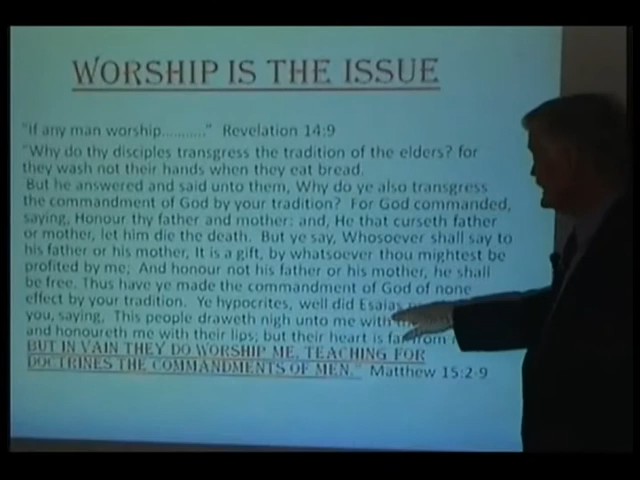 WORSHIP IS THE ISSUE
"If any man worship.........." Revelation 14:9
"Why do thy disciples transgress the tradition of the elders? for
they wash not their hands when they eat bread.
But he answered and said unto them, Why do ye also transgress
the commandment of God by your tradition? For God commanded,
saying, Honour thy father and mother: and, He that curseth father
or mother, let him die the death. But ye say, Whosoever shall say to
his father or his mother, It is a gift, by whatsoever thou mightest be
profited by me; And honour not his father or his mother, he shall
be free. Thus have ye made the commandment of God of none
effect by your tradition. Ye hypocrites, well did Esaias
you, saying, This people draweth nigh unto me with
and honoureth me with their lips; but their heart is far from
BUT IN VAIN THEY DO WORSHIP ME, TEACHING FOR
DOCTRINES THE COMMANDMENTS OF MEN." Matthew 15:2-9